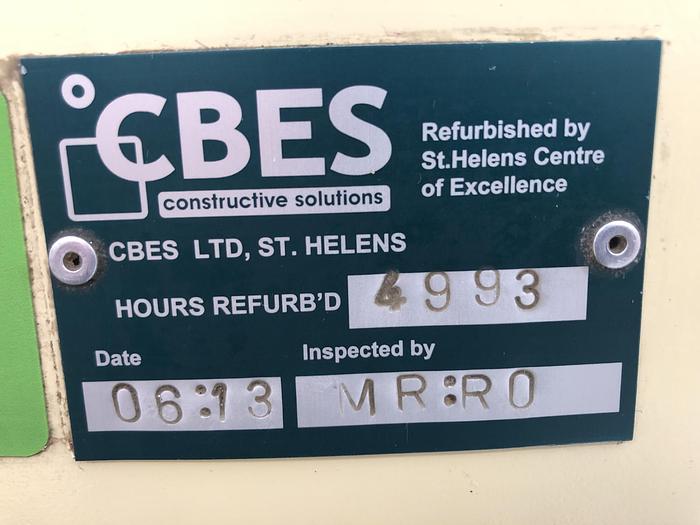 CBES
constructive solutions
Refurbished by
St.Helens Centre
of Excellence
CBES LTD, ST. HELENS
HOURS REFURB'D 4993
Date Inspected by
06:13 MR:RO